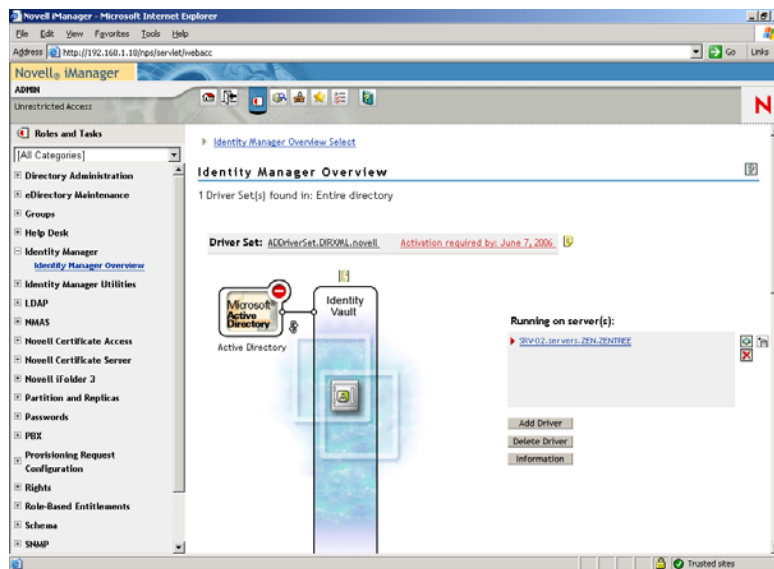 Novell iManager - Microsoft Internet Explorer
File Edit View Favorites Tools Help
Address http://192.168.1.10/nps/servlet/webacc Go Links
Novell® iManager
ADMIN
Unrestricted Access
N
Roles and Tasks
[All Categories]
Directory Administration
eDirectory Maintenance
Groups
Help Desk
Identity Manager
Identity Manager Overview
Identity Manager Utilities
LDAP
NMAS
Novell Certificate Access
Novell Certificate Server
Novell iFolder 3
Partition and Replicas
Passwords
PBX
Provisioning Request
Configuration
Rights
Role-Based Entitlements
Schema
SNMP
Identity Manager Overview Select
Identity Manager Overview
1 Driver Set(s) found in: Entire directory
Driver Set: ADDriverSet.DIRXML.novell Activation required by: June 7, 2006
Microsoft
Active
Directory
Active Directory
Identity
Vault
Running on server(s):
SRV-02.servers.ZEN.ZENTREE
Add Driver
Delete Driver
Information
Trusted sites